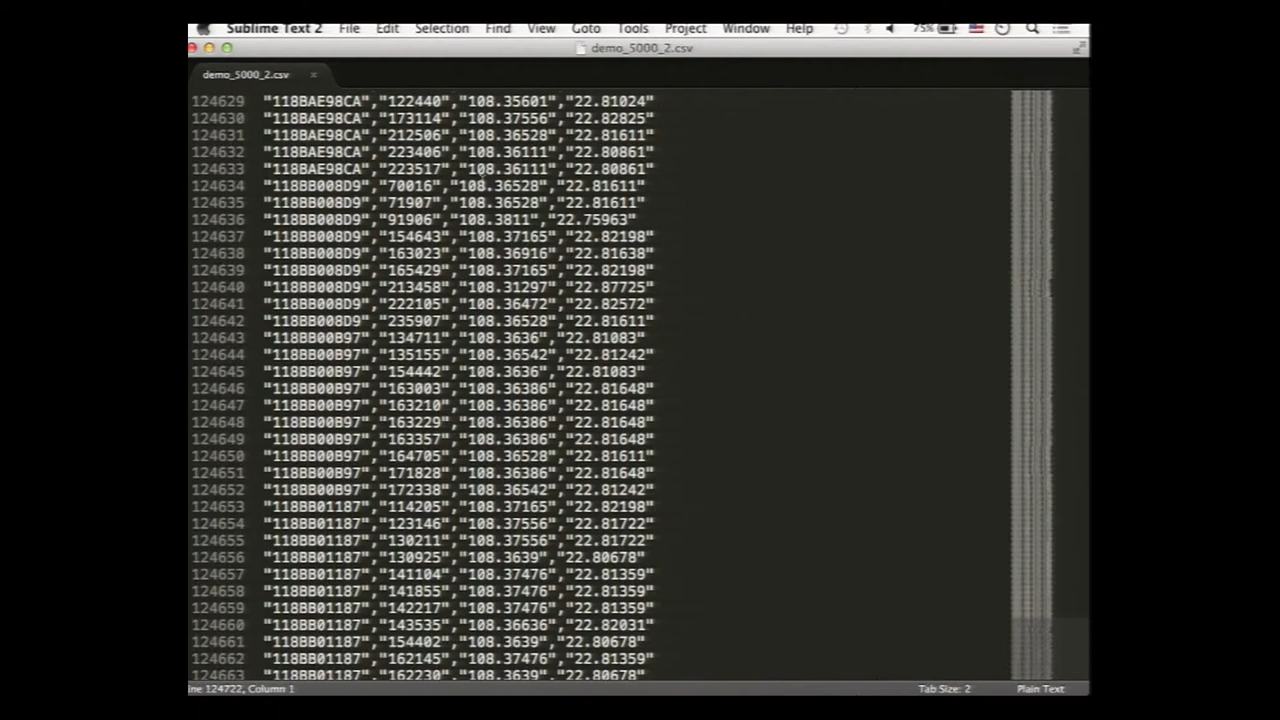 Sublime Text 2 File Edit Selection Find View Goto Tools Project Window Help 75%
demo_5000_2.csv
demo_5000_2.csv ×
124629 "118BAE98CA","122440","108.35601","22.81024"
124630 "118BAE98CA","173114","108.37556","22.82825"
124631 "118BAE98CA","212506","108.36528","22.81611"
124632 "118BAE98CA","223406","108.36111","22.80861"
124633 "118BAE98CA","223517","108.36111","22.80861"
124634 "118BB008D9","70016","108.36528","22.81611"
124635 "118BB008D9","71907","108.36528","22.81611"
124636 "118BB008D9","91906","108.3811","22.75963"
124637 "118BB008D9","154643","108.37165","22.82198"
124638 "118BB008D9","163023","108.36916","22.81638"
124639 "118BB008D9","165429","108.37165","22.82198"
124640 "118BB008D9","213458","108.31297","22.87725"
124641 "118BB008D9","222105","108.36472","22.82572"
124642 "118BB008D9","235907","108.36528","22.81611"
124643 "118BB00B97","134711","108.3636","22.81083"
124644 "118BB00B97","135155","108.36542","22.81242"
124645 "118BB00B97","154442","108.3636","22.81083"
124646 "118BB00B97","163003","108.36386","22.81648"
124647 "118BB00B97","163210","108.36386","22.81648"
124648 "118BB00B97","163229","108.36386","22.81648"
124649 "118BB00B97","163357","108.36386","22.81648"
124650 "118BB00B97","164705","108.36528","22.81611"
124651 "118BB00B97","171828","108.36386","22.81648"
124652 "118BB00B97","172338","108.36542","22.81242"
124653 "118BB01187","114205","108.37165","22.82198"
124654 "118BB01187","123146","108.37556","22.81722"
124655 "118BB01187","130211","108.37556","22.81722"
124656 "118BB01187","130925","108.3639","22.80678"
124657 "118BB01187","141104","108.37476","22.81359"
124658 "118BB01187","141855","108.37476","22.81359"
124659 "118BB01187","142217","108.37476","22.81359"
124660 "118BB01187","143535","108.36636","22.82031"
124661 "118BB01187","154402","108.3639","22.80678"
124662 "118BB01187","162145","108.37476","22.81359"
124663 "118BB01187","162230","108.3639","22.80678"
ine 124722, Column 1 Tab Size: 2 Plain Text